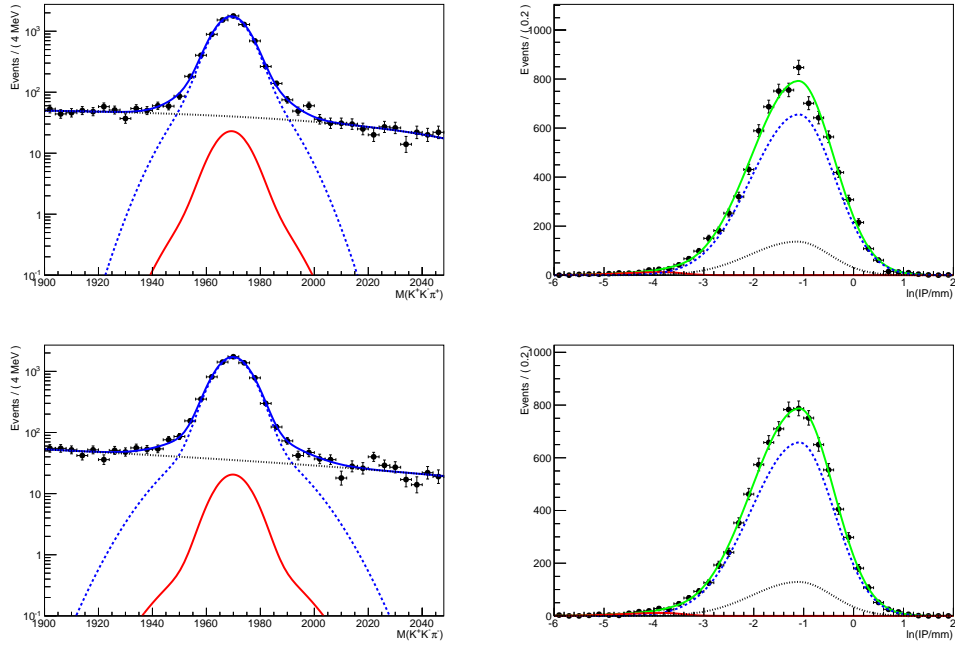 Events / ( 4 MeV )
10³
10²
10
1
10⁻¹
1900 1920 1940 1960 1980 2000 2020 2040
M(K⁺K⁻π⁺)
Events / ( 0.2 )
1000
800
600
400
200
0
-6 -5 -4 -3 -2 -1 0 1 2
ln(IP/mm)
Events / ( 4 MeV )
10³
10²
10
1
10⁻¹
1900 1920 1940 1960 1980 2000 2020 2040
M(K⁺K⁻π⁻)
Events / ( 0.2 )
1000
800
600
400
200
0
-6 -5 -4 -3 -2 -1 0 1 2
ln(IP/mm)